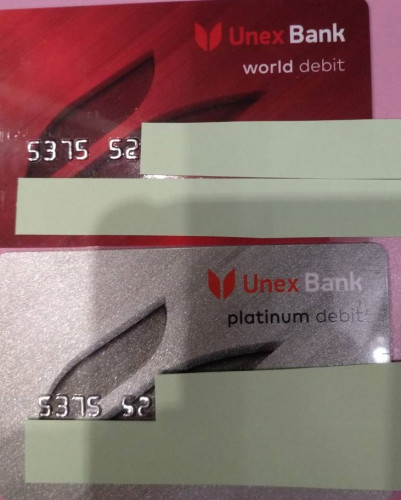 Unex Bank
world debit
5375 52
Unex Bank
platinum debit
5375 52